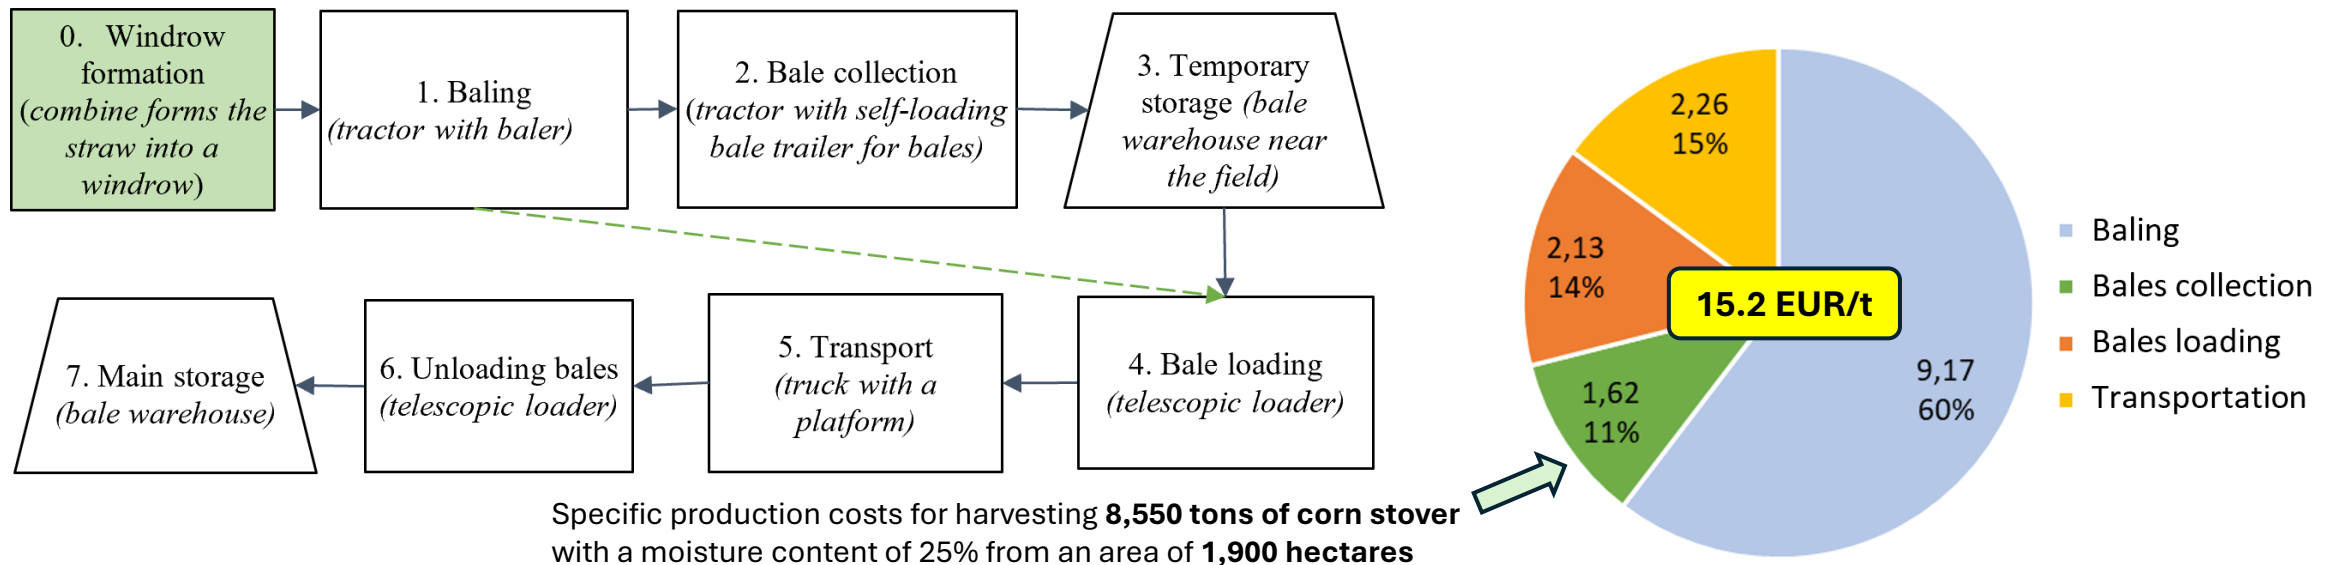 0. Windrow
formation
(combine forms the
straw into a
windrow)
1. Baling
(tractor with baler)
2. Bale collection
(tractor with self-loading
bale trailer for bales)
3. Temporary
storage (bale
warehouse near
the field)
7. Main storage
(bale warehouse)
6. Unloading bales
(telescopic loader)
5. Transport
(truck with a
platform)
4. Bale loading
(telescopic loader)
Specific production costs for harvesting 8,550 tons of corn stover
with a moisture content of 25% from an area of 1,900 hectares
2,26
15%
2,13
14%
15.2 EUR/t
1,62
11%
9,17
60%
Baling
Bales collection
Bales loading
Transportation